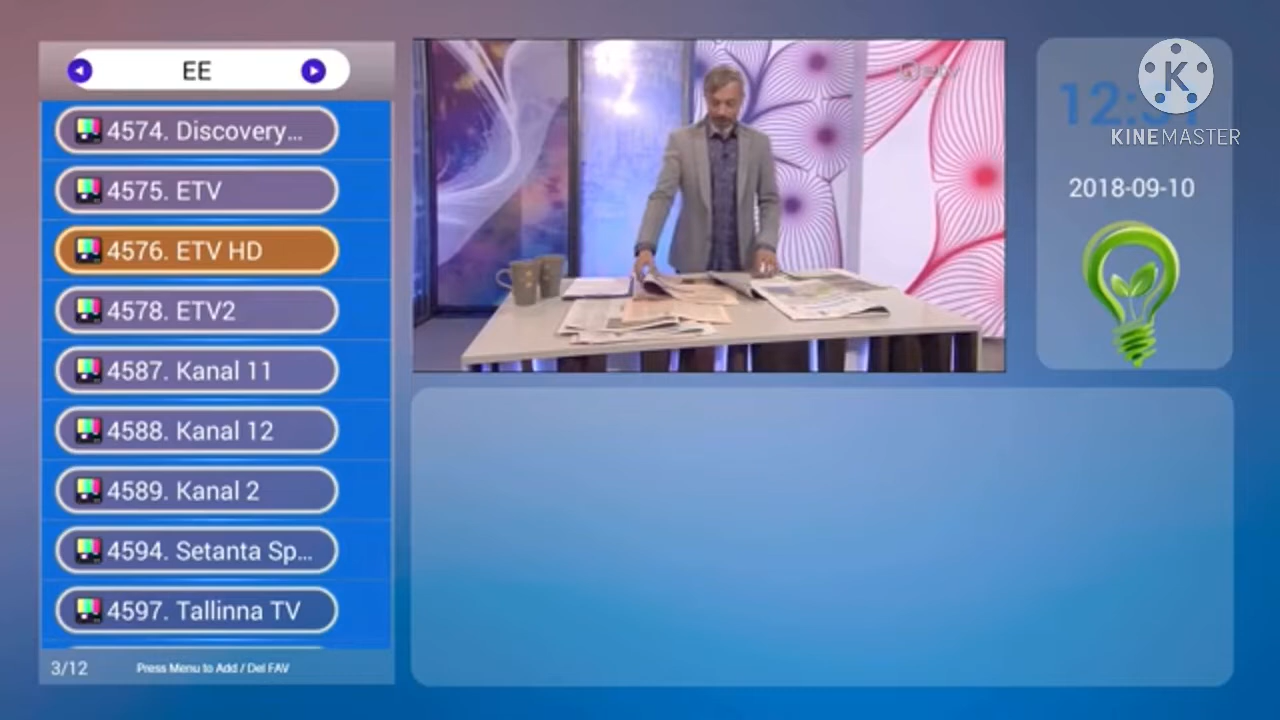 EE
4574. Discovery...
4575. ETV
4576. ETV HD
4578. ETV2
4587. Kanal 11
4588. Kanal 12
4589. Kanal 2
4594. Setanta Sp...
4597. Tallinna TV
3/12
Press Menu to Add / Del FAV
etv
K
KINEMASTER
2018-09-10